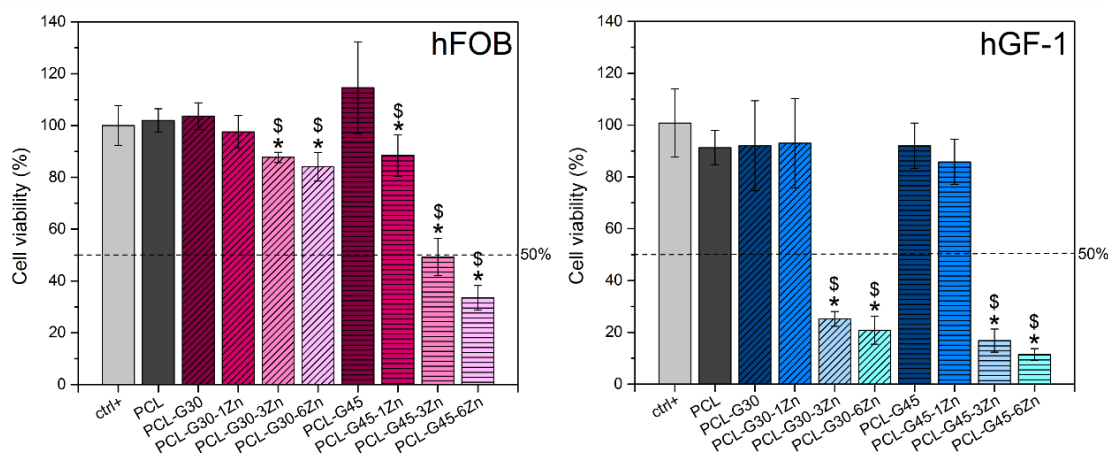 hFOB
Cell viability (%)
140
120
100
80
60
40
20
0
50%
$
*
$
*
$
*
$
*
$
*
ctrl+
PCL
PCL-G30
PCL-G30-1Zn
PCL-G30-3Zn
PCL-G30-6Zn
PCL-G45
PCL-G45-1Zn
PCL-G45-3Zn
PCL-G45-6Zn
hGF-1
Cell viability (%)
140
120
100
80
60
40
20
0
50%
$
*
$
*
$
*
$
*
ctrl+
PCL
PCL-G30
PCL-G30-1Zn
PCL-G30-3Zn
PCL-G30-6Zn
PCL-G45
PCL-G45-1Zn
PCL-G45-3Zn
PCL-G45-6Zn